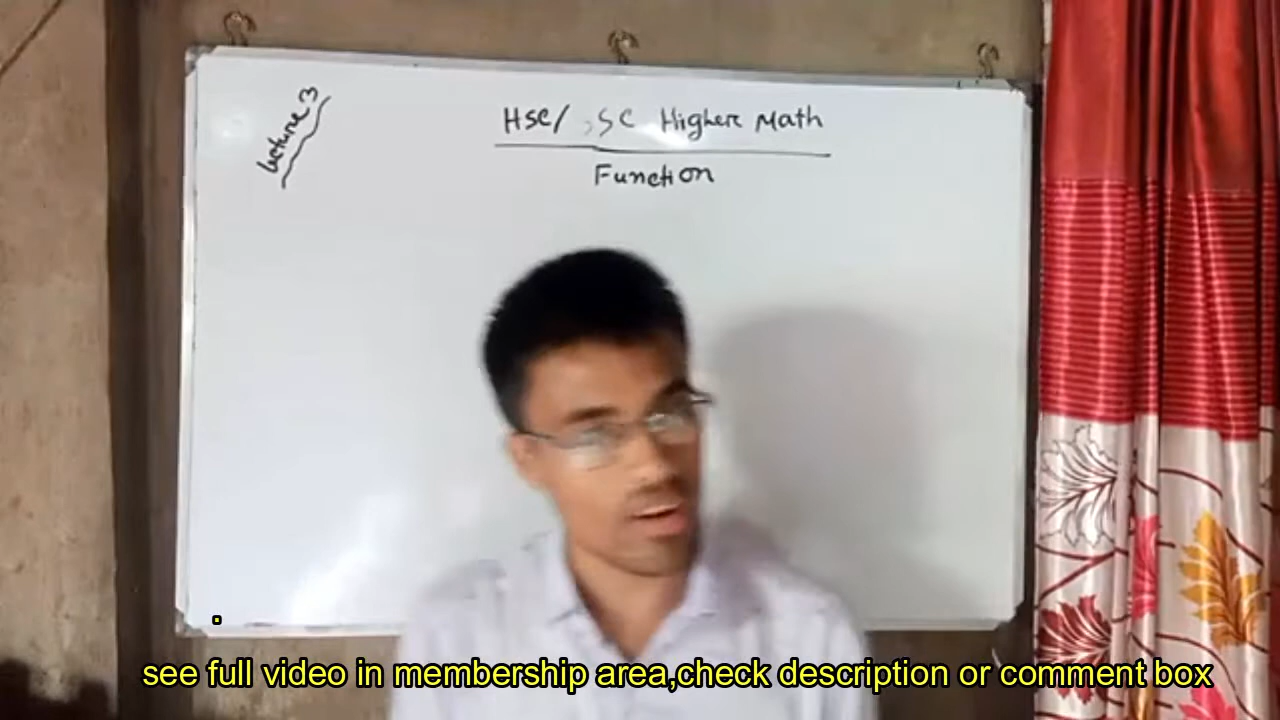 Lecture 3
HSC/ SC Higher Math
Function
.
see full video in membership area,check description or comment box